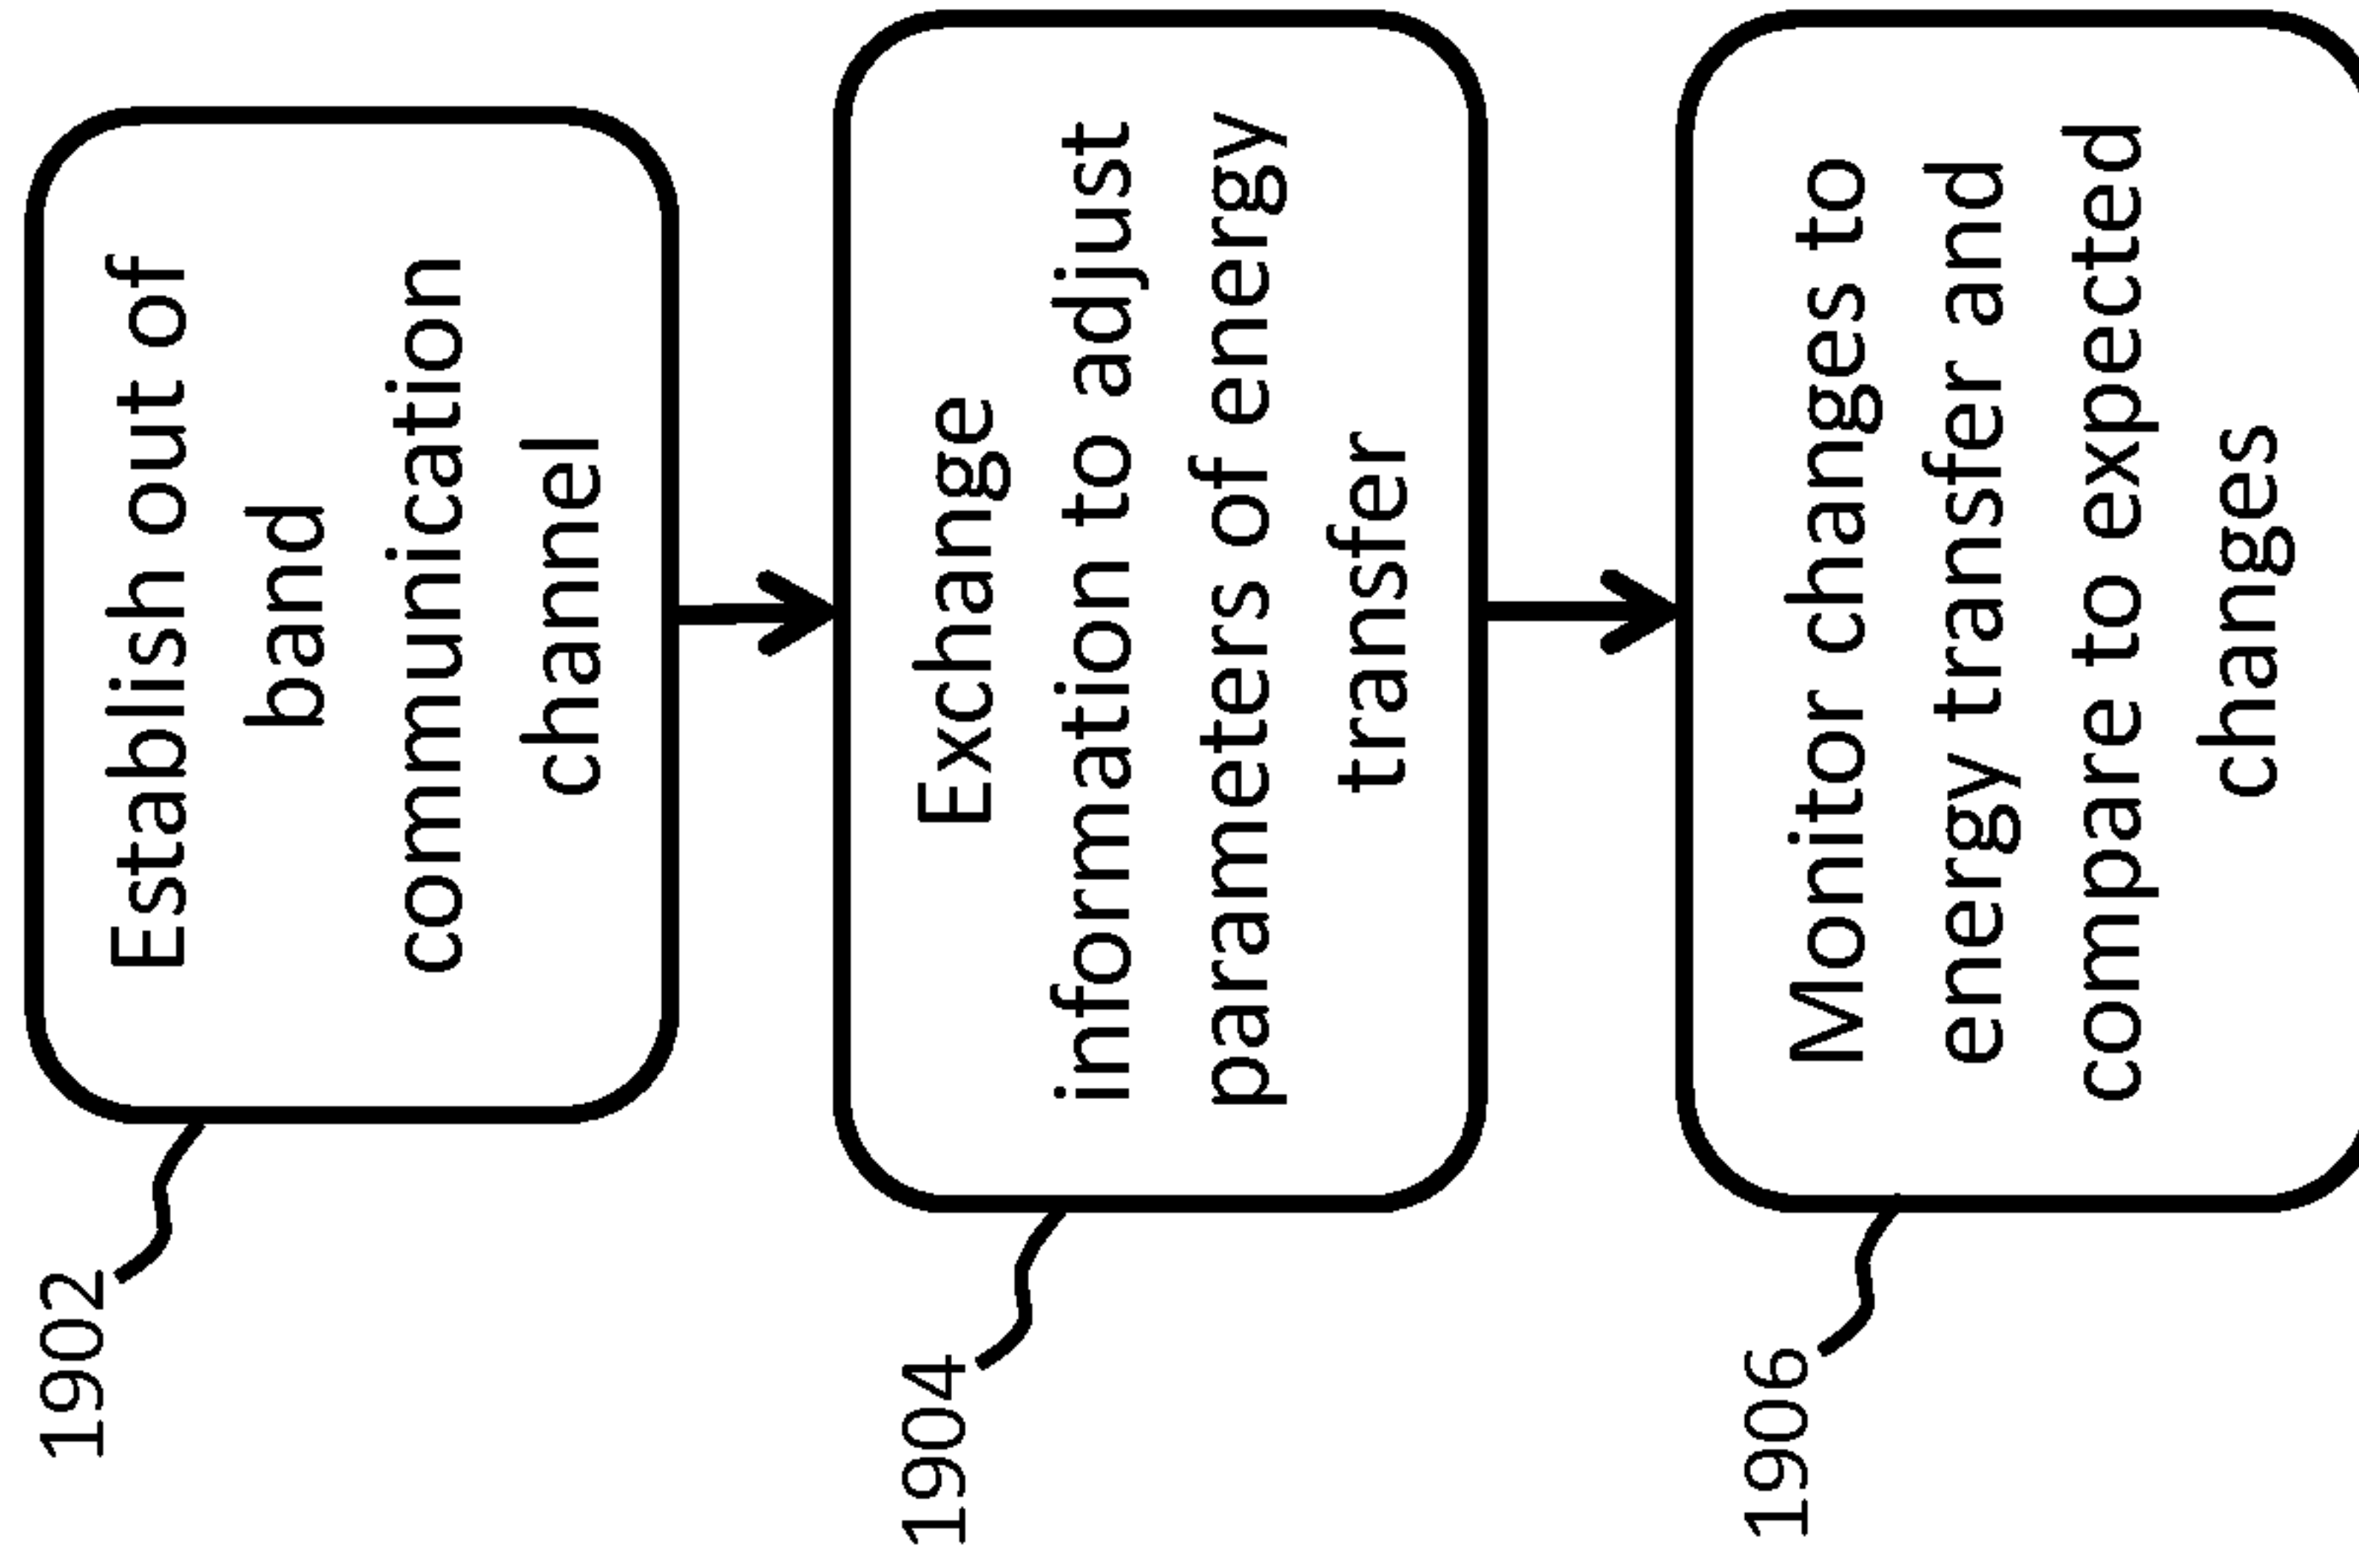 1902
Establish out of
band
communication
channel
1904
Exchange
information to adjust
parameters of energy
transfer
1906
Monitor changes to
energy transfer and
compare to expected
changes